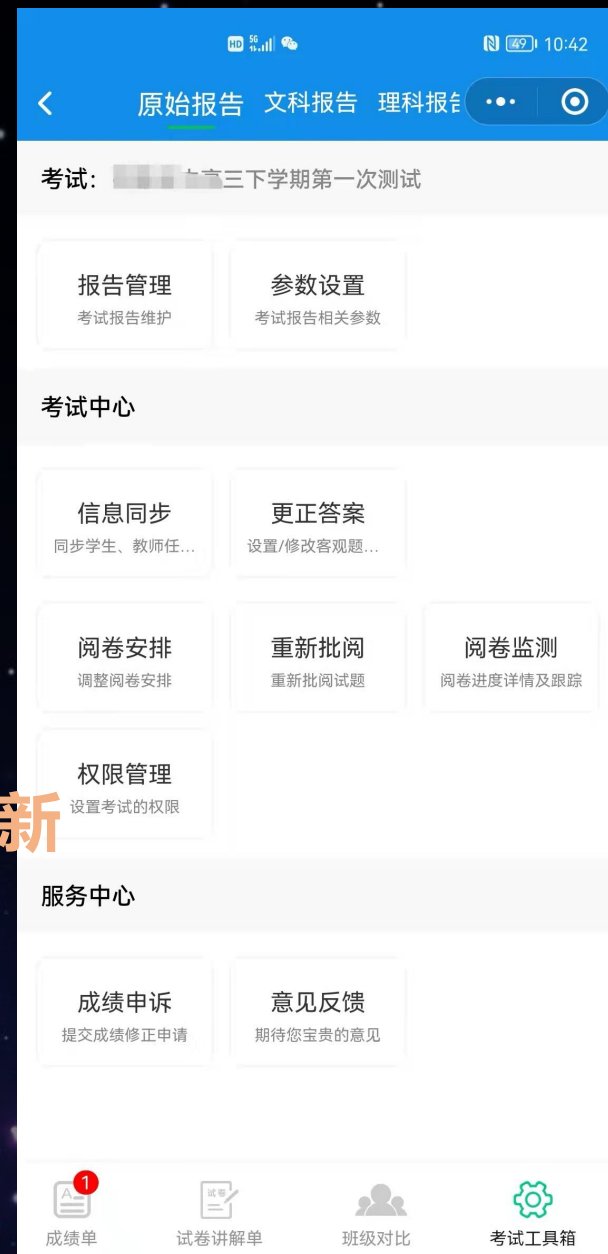 HD 5G 49 10:42
原始报告 文科报告 理科报告
考试: 高三下学期第一次测试
报告管理 参数设置
考试报告维护 考试报告相关参数
考试中心
信息同步 更正答案
同步学生、教师任... 设置/修改客观题...
阅卷安排 重新批阅 阅卷监测
调整阅卷安排 重新批阅试题 阅卷进度详情及跟踪
权限管理
设置考试的权限
新
服务中心
成绩申诉 意见反馈
提交成绩修正申请 期待您宝贵的意见
1
试卷
成绩单 试卷讲解单 班级对比 考试工具箱